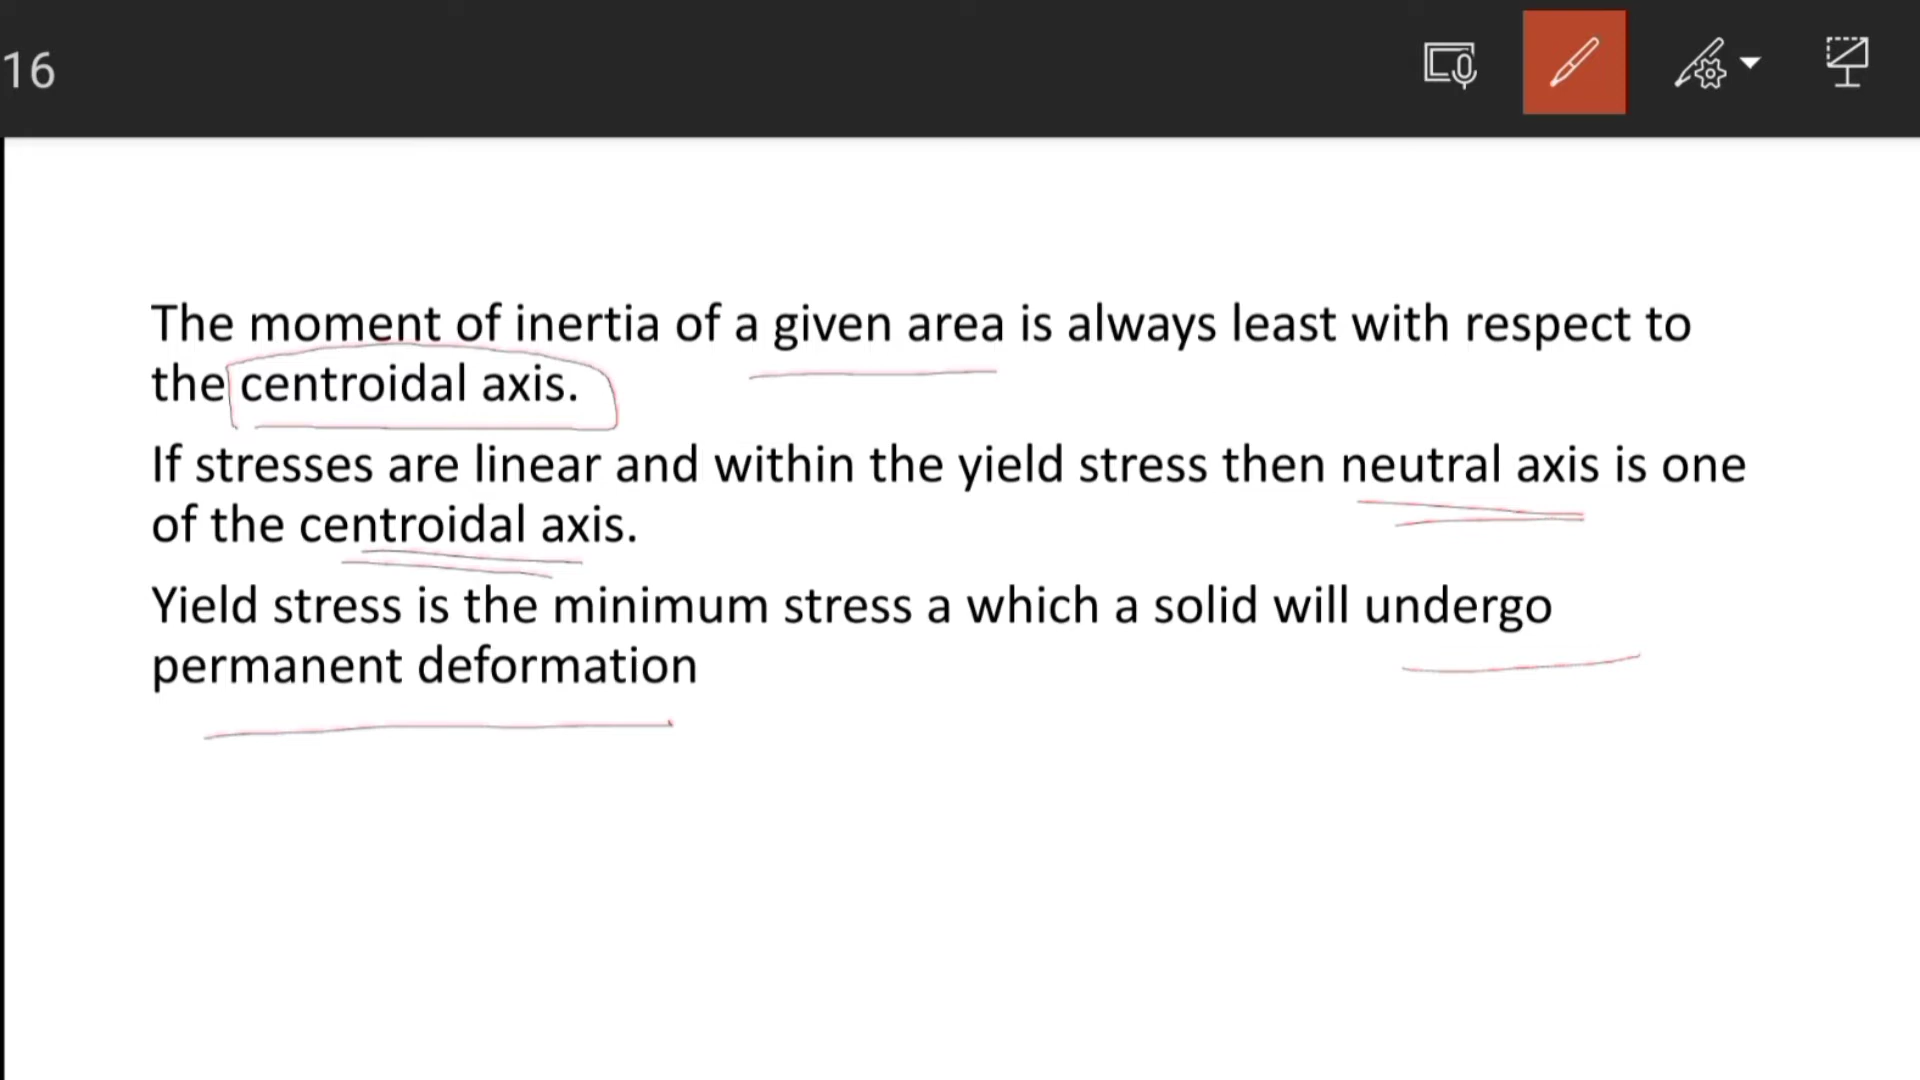 16
The moment of inertia of a given area is always least with respect to
the centroidal axis.
If stresses are linear and within the yield stress then neutral axis is one
of the centroidal axis.
Yield stress is the minimum stress a which a solid will undergo
permanent deformation